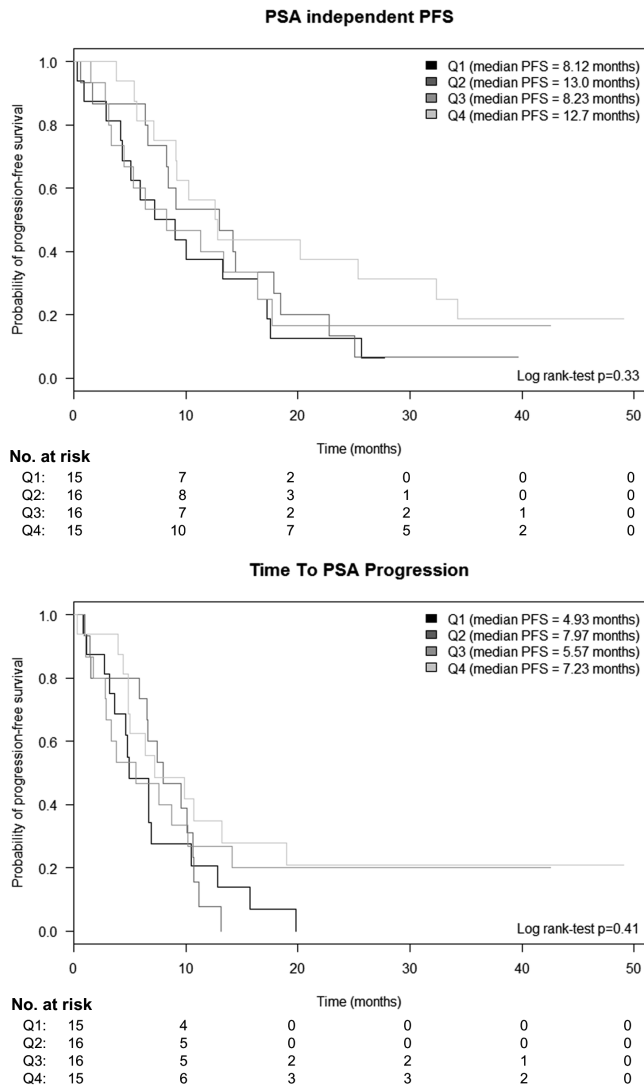 PSA independent PFS
Probability of progression-free survival
1.0
0.8
0.6
0.4
0.2
0.0
Q1 (median PFS = 8.12 months)
Q2 (median PFS = 13.0 months)
Q3 (median PFS = 8.23 months)
Q4 (median PFS = 12.7 months)
Log rank-test p=0.33
0 10 20 30 40 50
Time (months)
No. at risk
Q1: 15 7 2 0 0 0
Q2: 16 8 3 1 0 0
Q3: 16 7 2 2 1 0
Q4: 15 10 7 5 2 0
Time To PSA Progression
Probability of progression-free survival
1.0
0.8
0.6
0.4
0.2
0.0
Q1 (median PFS = 4.93 months)
Q2 (median PFS = 7.97 months)
Q3 (median PFS = 5.57 months)
Q4 (median PFS = 7.23 months)
Log rank-test p=0.41
0 10 20 30 40 50
Time (months)
No. at risk
Q1: 15 4 0 0 0 0
Q2: 16 5 0 0 0 0
Q3: 16 5 2 2 1 0
Q4: 15 6 3 3 2 0